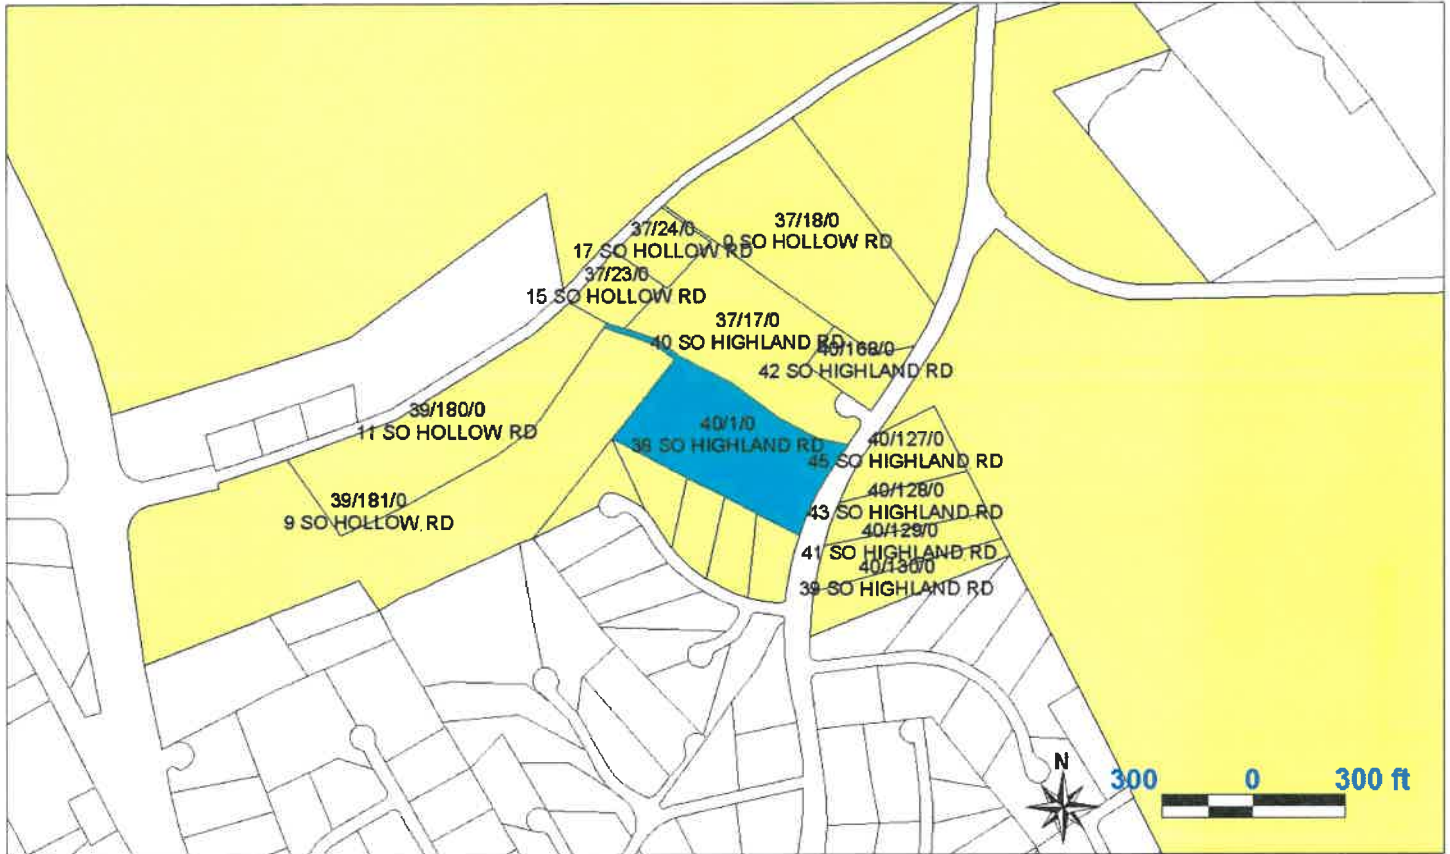 37/24/0
17 SO HOLLOW RD
37/18/0
0 SO HOLLOW RD
37/23/0
15 SO HOLLOW RD
37/17/0
40 SO HIGHLAND RD
40/168/0
42 SO HIGHLAND RD
39/180/0
11 SO HOLLOW RD
40/1/0
38 SO HIGHLAND RD
40/127/0
45 SO HIGHLAND RD
39/181/0
9 SO HOLLOW RD
40/128/0
43 SO HIGHLAND RD
40/129/0
41 SO HIGHLAND RD
40/130/0
39 SO HIGHLAND RD
N
300 0 300 ft